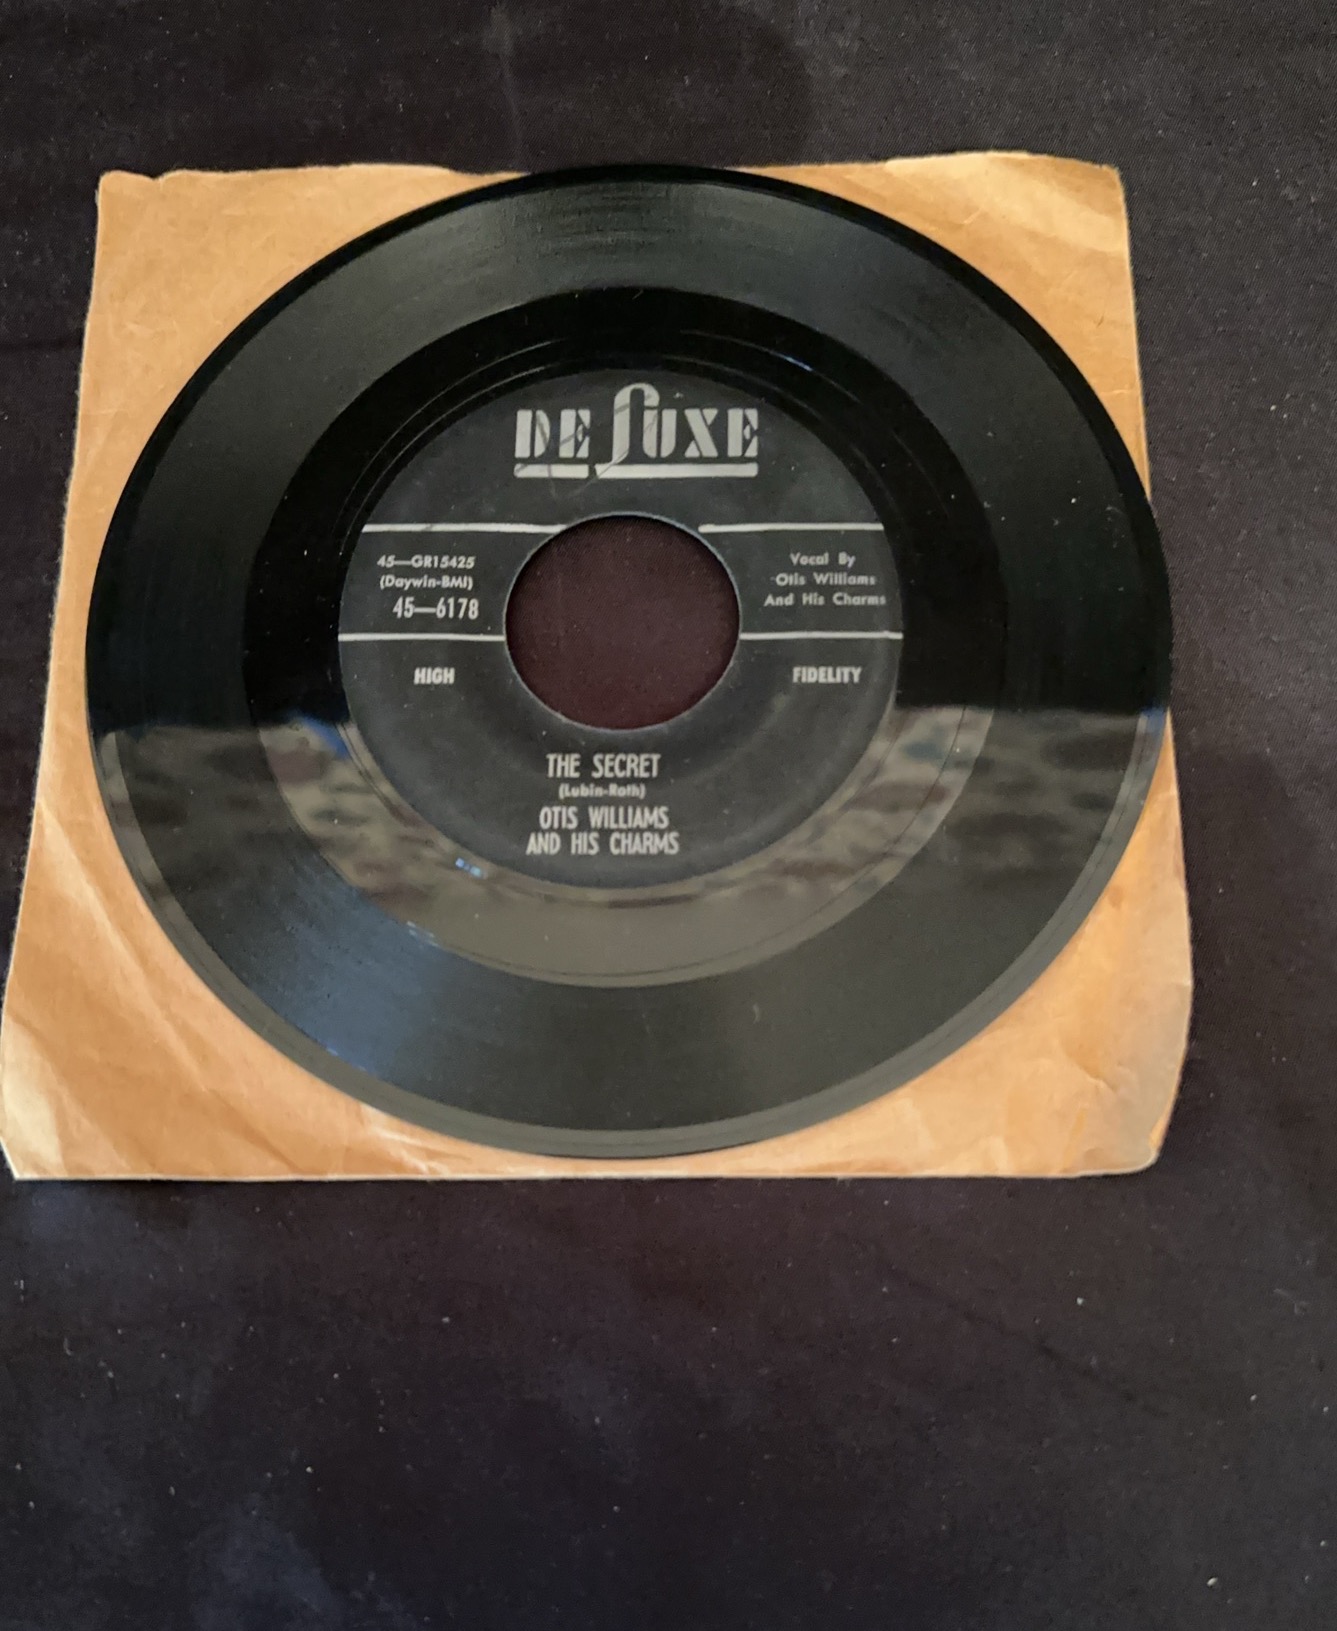 DE LUXE
45—GR15425
(Daywin-BMI)
45—6178
Vocal By
Otis Williams
And His Charms
HIGH
FIDELITY
THE SECRET
(Lubin-Roth)
OTIS WILLIAMS
AND HIS CHARMS